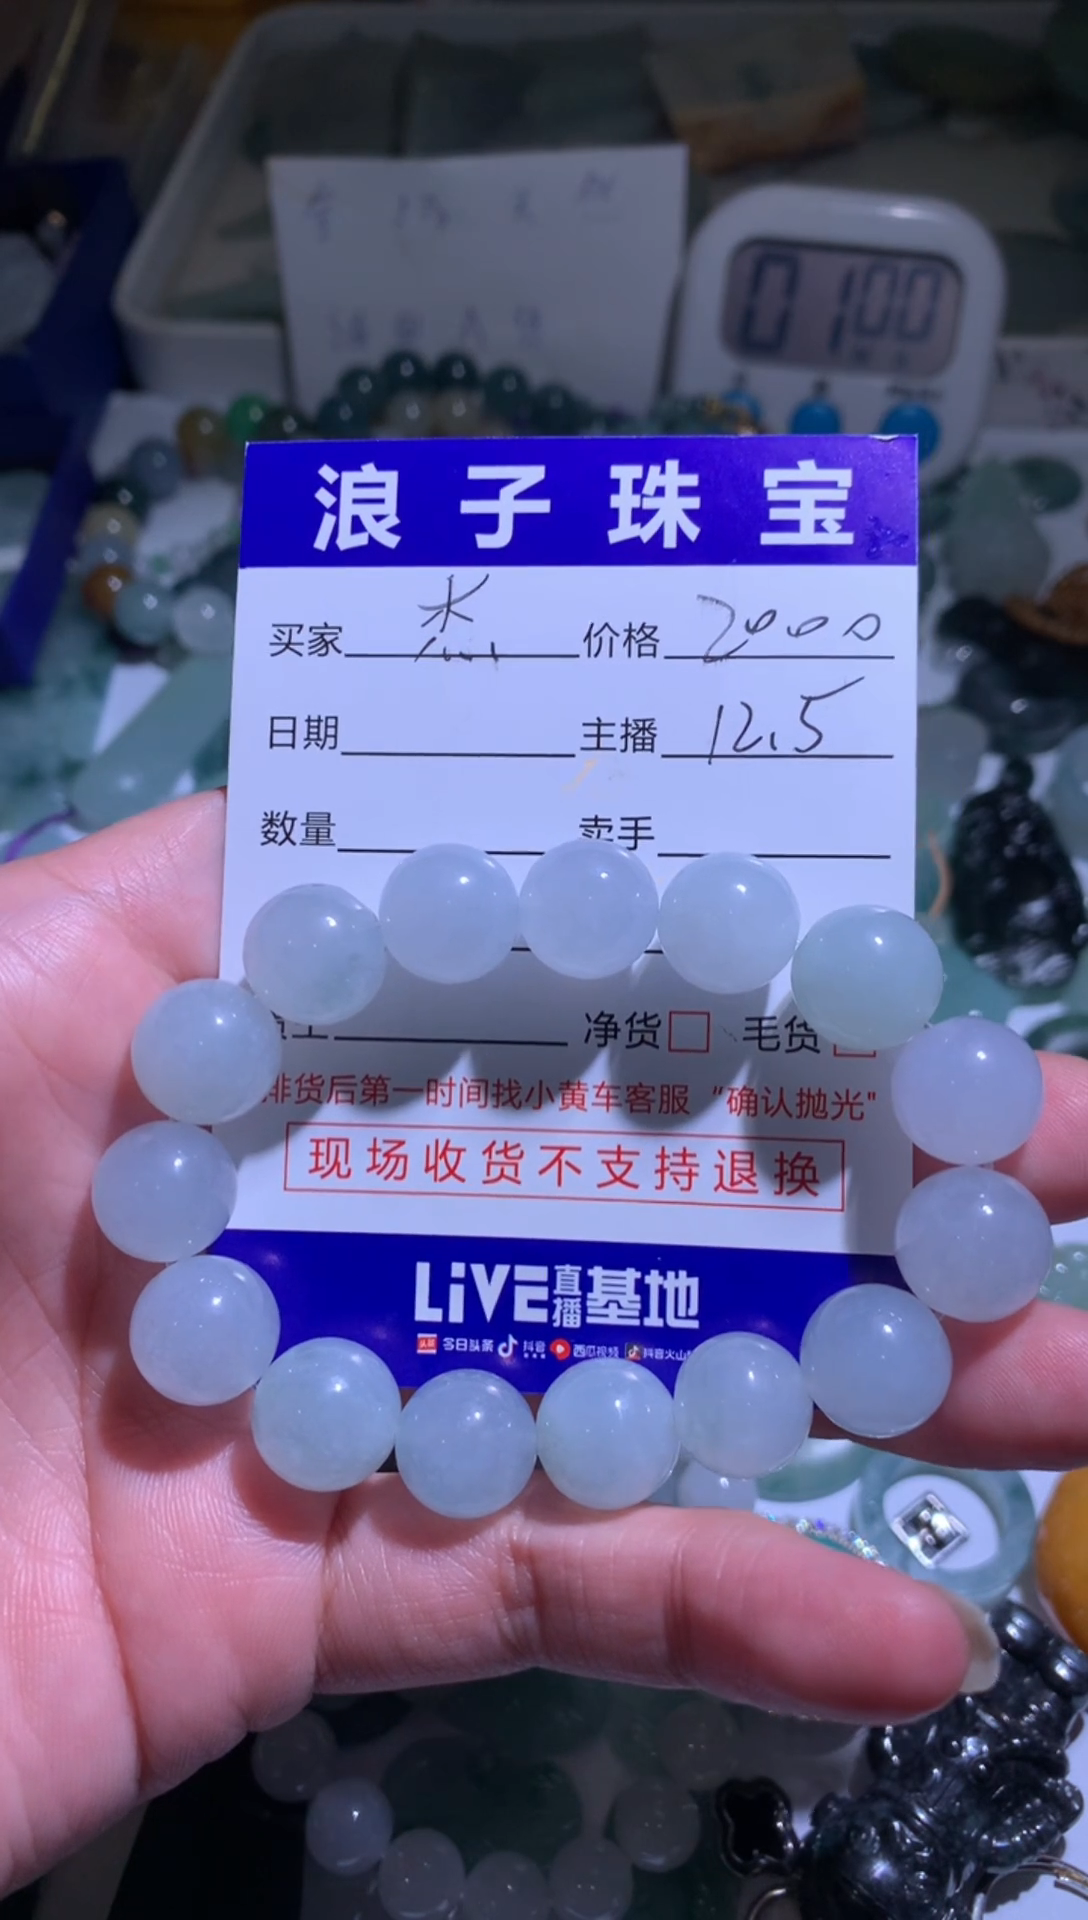 0100
浪子珠宝
买家 杰 价格 2000
日期 主播 12.5
数量 卖手
净货 毛货
排货后第一时间找小黄车客服“确认抛光"
现场收货不支持退换
LiVE直播基地
头条 今日头条 抖音 西瓜视频 抖音火山